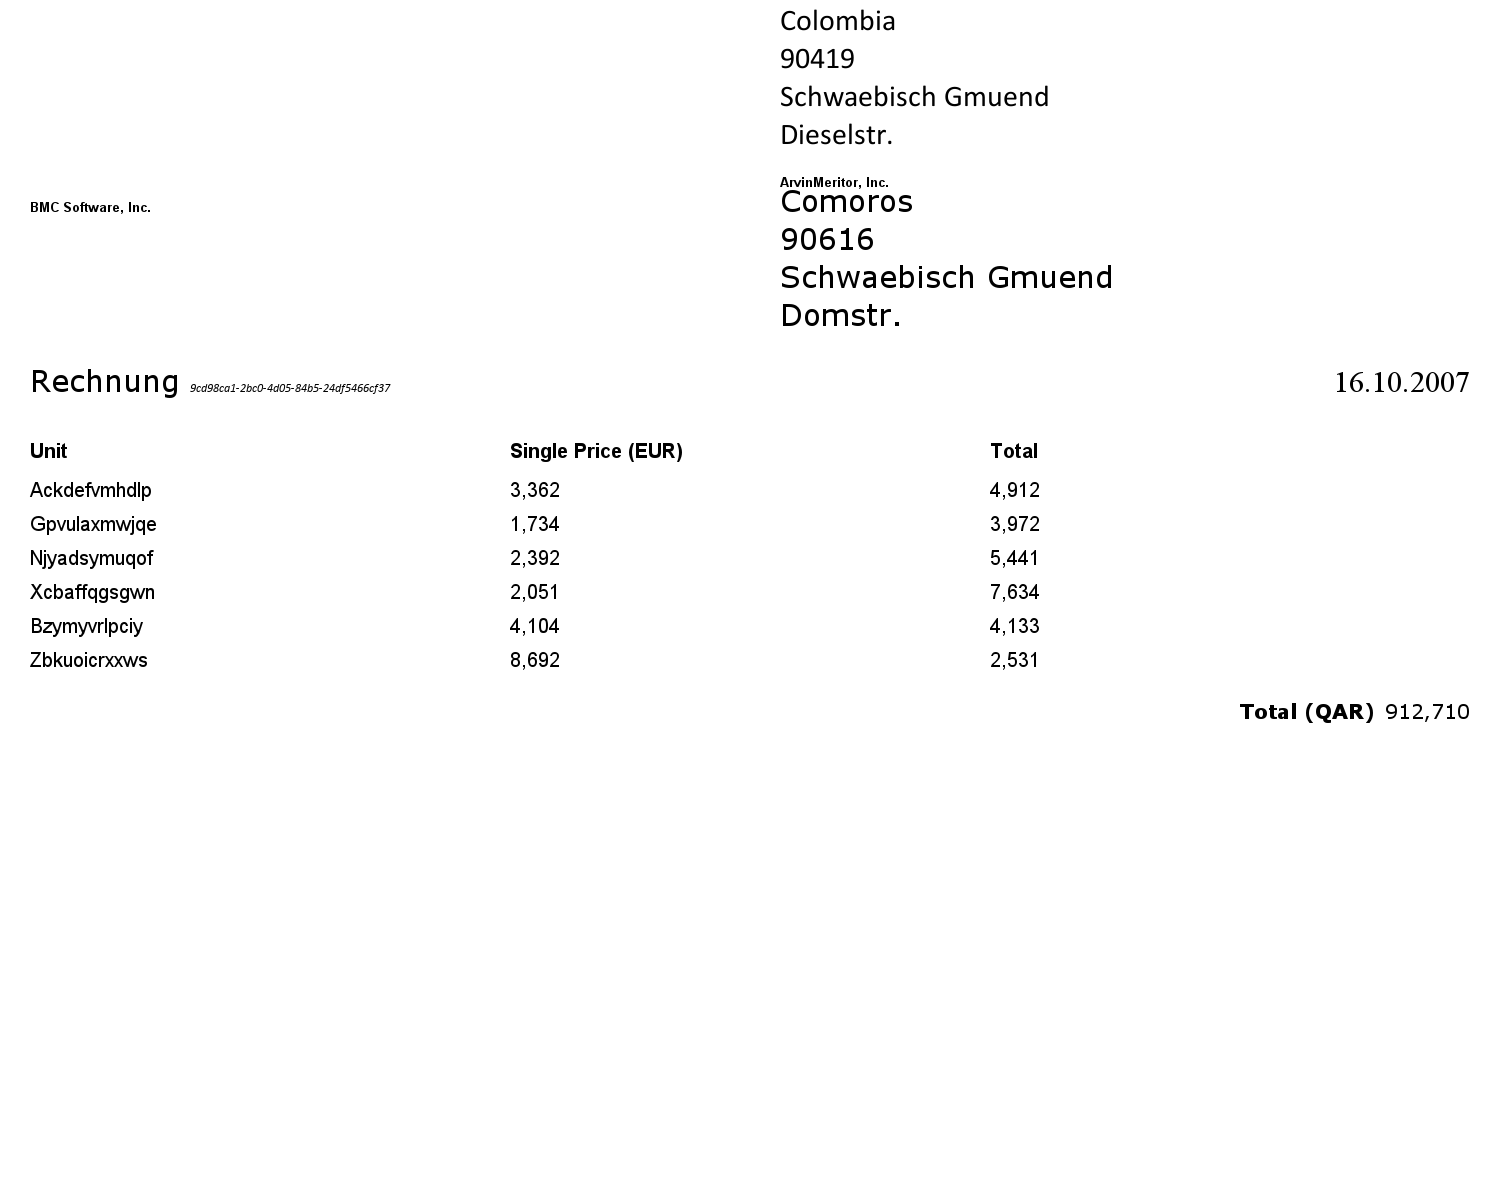 Colombia
90419
Schwaebisch Gmuend
Dieselstr.
ArvinMeritor, Inc.
BMC Software, Inc.
Comoros
90616
Schwaebisch Gmuend
Domstr.
Rechnung 9cd98ca1-2bc0-4d05-84b5-24df5466cf37 16.10.2007
Unit Single Price (EUR) Total
Ackdefvmhdlp 3,362 4,912
Gpvulaxmwjqe 1,734 3,972
Njyadsymuqof 2,392 5,441
Xcbaffqgsgwn 2,051 7,634
Bzymyvrlpciy 4,104 4,133
Zbkuoicrxxws 8,692 2,531
Total (QAR) 912,710